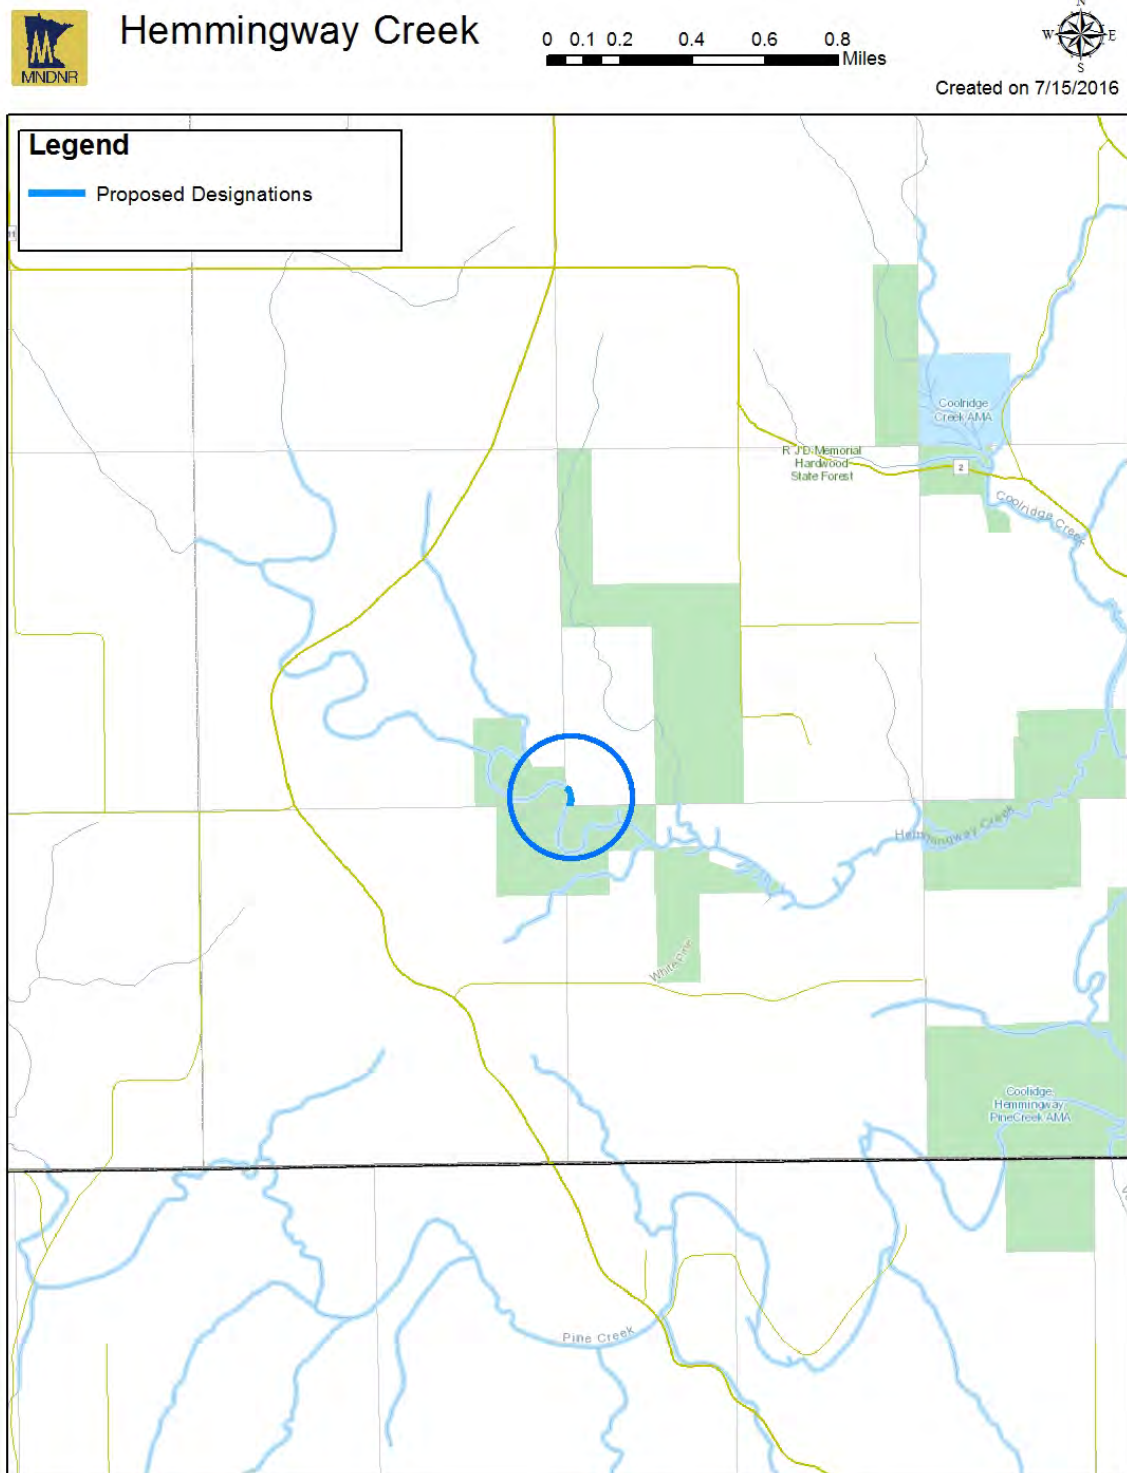 MNDNR
Hemmingway Creek
0 0.1 0.2 0.4 0.6 0.8
Miles
N
W E
S
Created on 7/15/2016
Legend
Proposed Designations
Coolridge
Creek AMA
R J D Memorial
Hardwood
State Forest
2
Coolridge Creek
Hemmingway Creek
WhitePine
Coolidge
Hemmingway
PineCreek AMA
Pine Creek